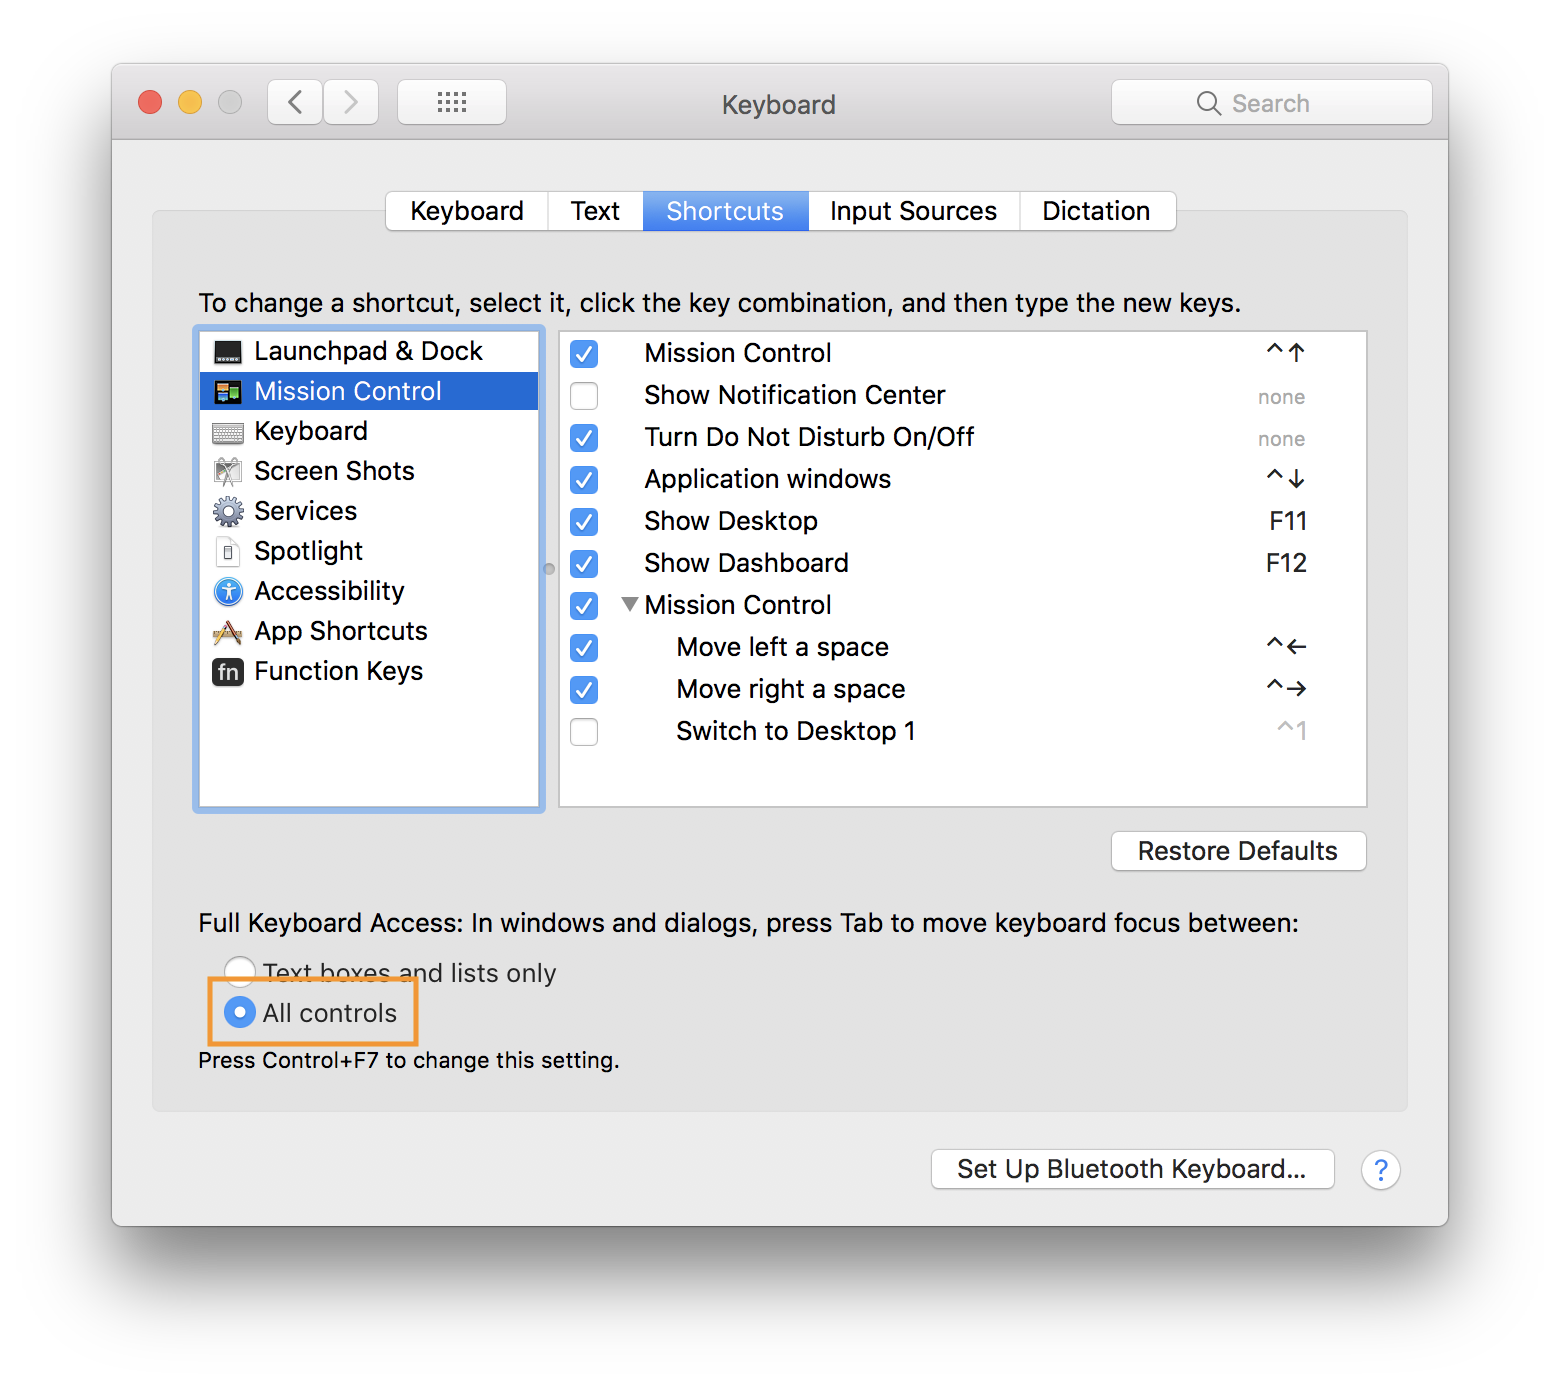 Keyboard
Search
Keyboard Text Shortcuts Input Sources Dictation
To change a shortcut, select it, click the key combination, and then type the new keys.
Launchpad & Dock
Mission Control
Keyboard
Screen Shots
Services
Spotlight
Accessibility
App Shortcuts
fn Function Keys
Mission Control ^↑
Show Notification Center none
Turn Do Not Disturb On/Off none
Application windows ^↓
Show Desktop F11
Show Dashboard F12
Mission Control
Move left a space ^←
Move right a space ^→
Switch to Desktop 1 ^1
Restore Defaults
Full Keyboard Access: In windows and dialogs, press Tab to move keyboard focus between:
Text boxes and lists only
All controls
Press Control+F7 to change this setting.
Set Up Bluetooth Keyboard...
?